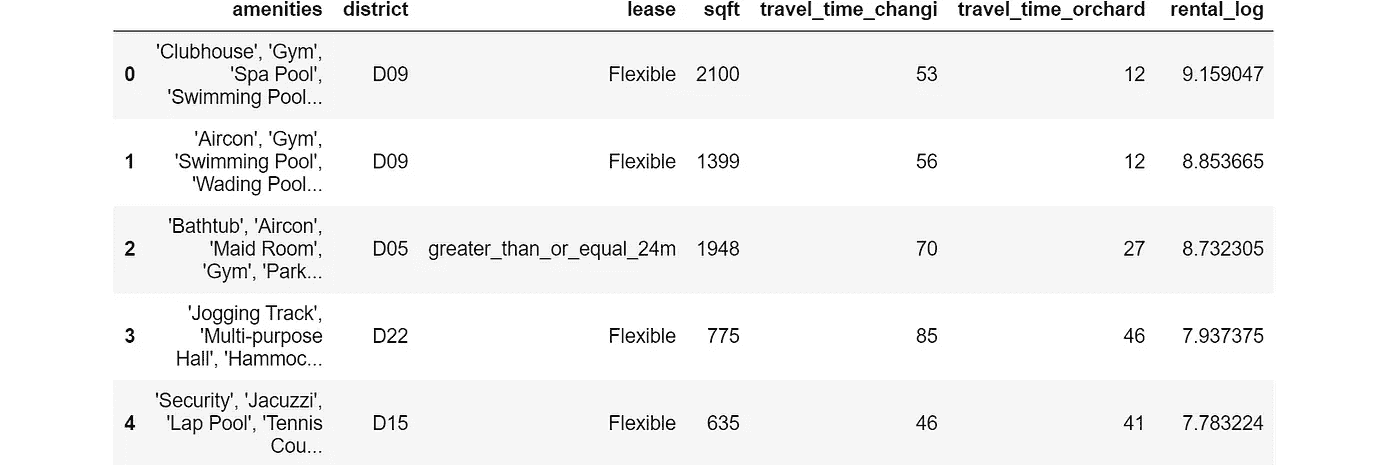 amenities district lease sqft travel_time_changi travel_time_orchard rental_log
'Clubhouse', 'Gym',
0 'Spa Pool', D09 Flexible 2100 53 12 9.159047
'Swimming Pool...
'Aircon', 'Gym',
1 'Swimming Pool', D09 Flexible 1399 56 12 8.853665
'Wading Pool...
'Bathtub', 'Aircon',
2 'Maid Room', D05 greater_than_or_equal_24m 1948 70 27 8.732305
'Gym', 'Park...
'Jogging Track',
3 'Multi-purpose D22 Flexible 775 85 46 7.937375
Hall', 'Hammoc...
'Security', 'Jacuzzi',
4 'Lap Pool', 'Tennis D15 Flexible 635 46 41 7.783224
Cou...